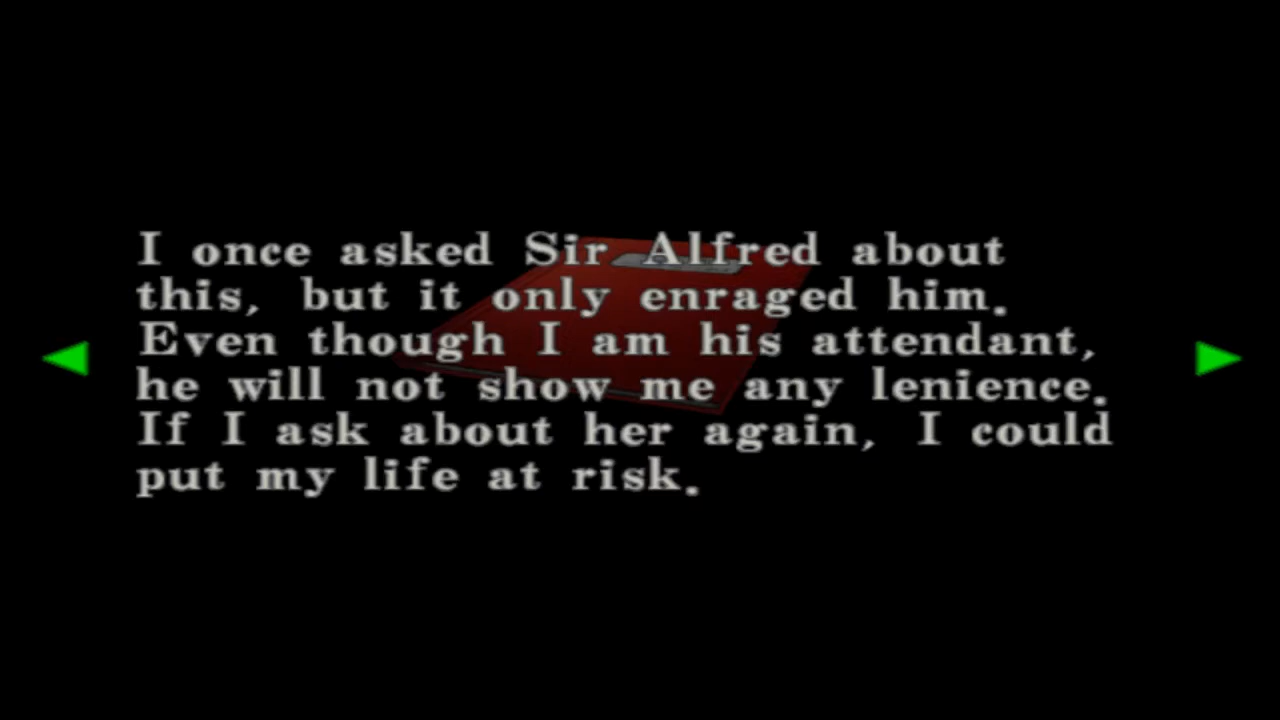 I once asked Sir Alfred about
this, but it only enraged him.
Even though I am his attendant,
he will not show me any lenience.
If I ask about her again, I could
put my life at risk.